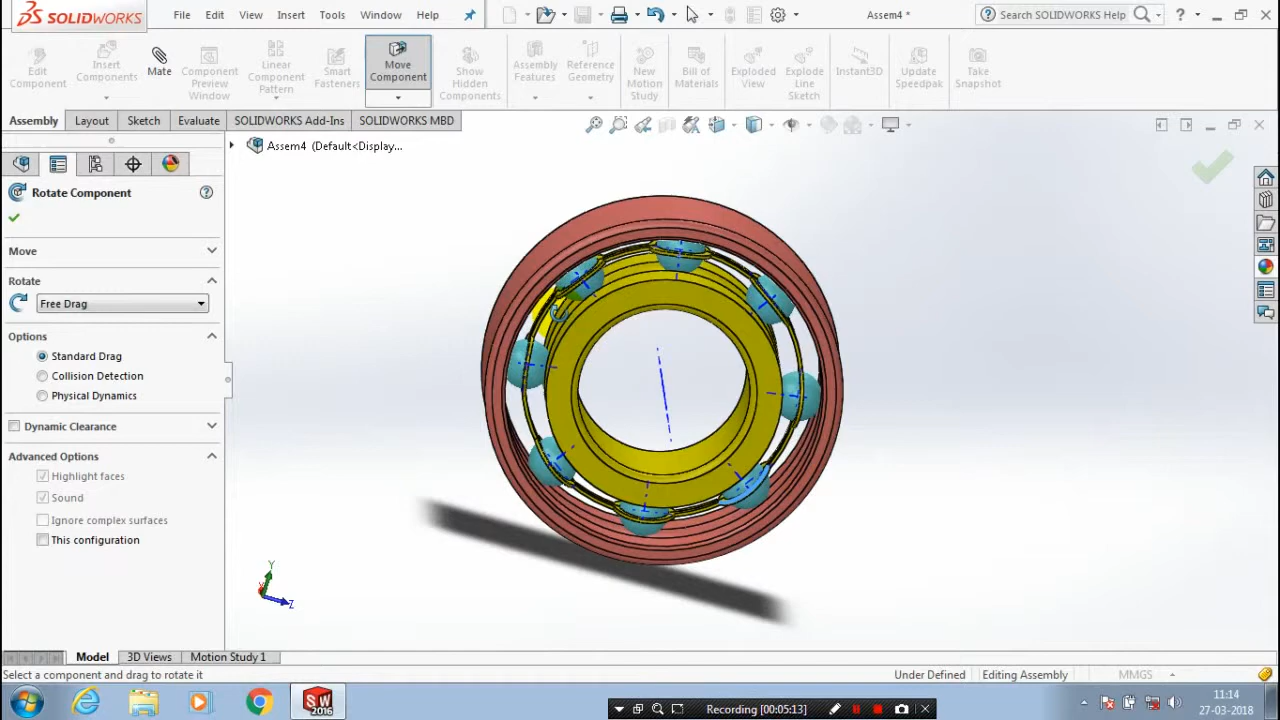 SOLIDWORKS
File Edit View Insert Tools Window Help
Assem4 *
Search SOLIDWORKS Help
Edit Component
Insert Components
Mate
Component Preview Window
Linear Component Pattern
Smart Fasteners
Move Component
Show Hidden Components
Assembly Features
Reference Geometry
New Motion Study
Bill of Materials
Exploded View
Explode Line Sketch
Instant3D
Update Speedpak
Take Snapshot
Assembly Layout Sketch Evaluate SOLIDWORKS Add-Ins SOLIDWORKS MBD
Assem4 (Default<Display...
Rotate Component
Move
Rotate
Free Drag
Options
Standard Drag
Collision Detection
Physical Dynamics
Dynamic Clearance
Advanced Options
Highlight faces
Sound
Ignore complex surfaces
This configuration
Y
Z
Model 3D Views Motion Study 1
Select a component and drag to rotate it
Under Defined Editing Assembly MMGS
SW
2016
Recording [00:05:13]
11:14
27-03-2018